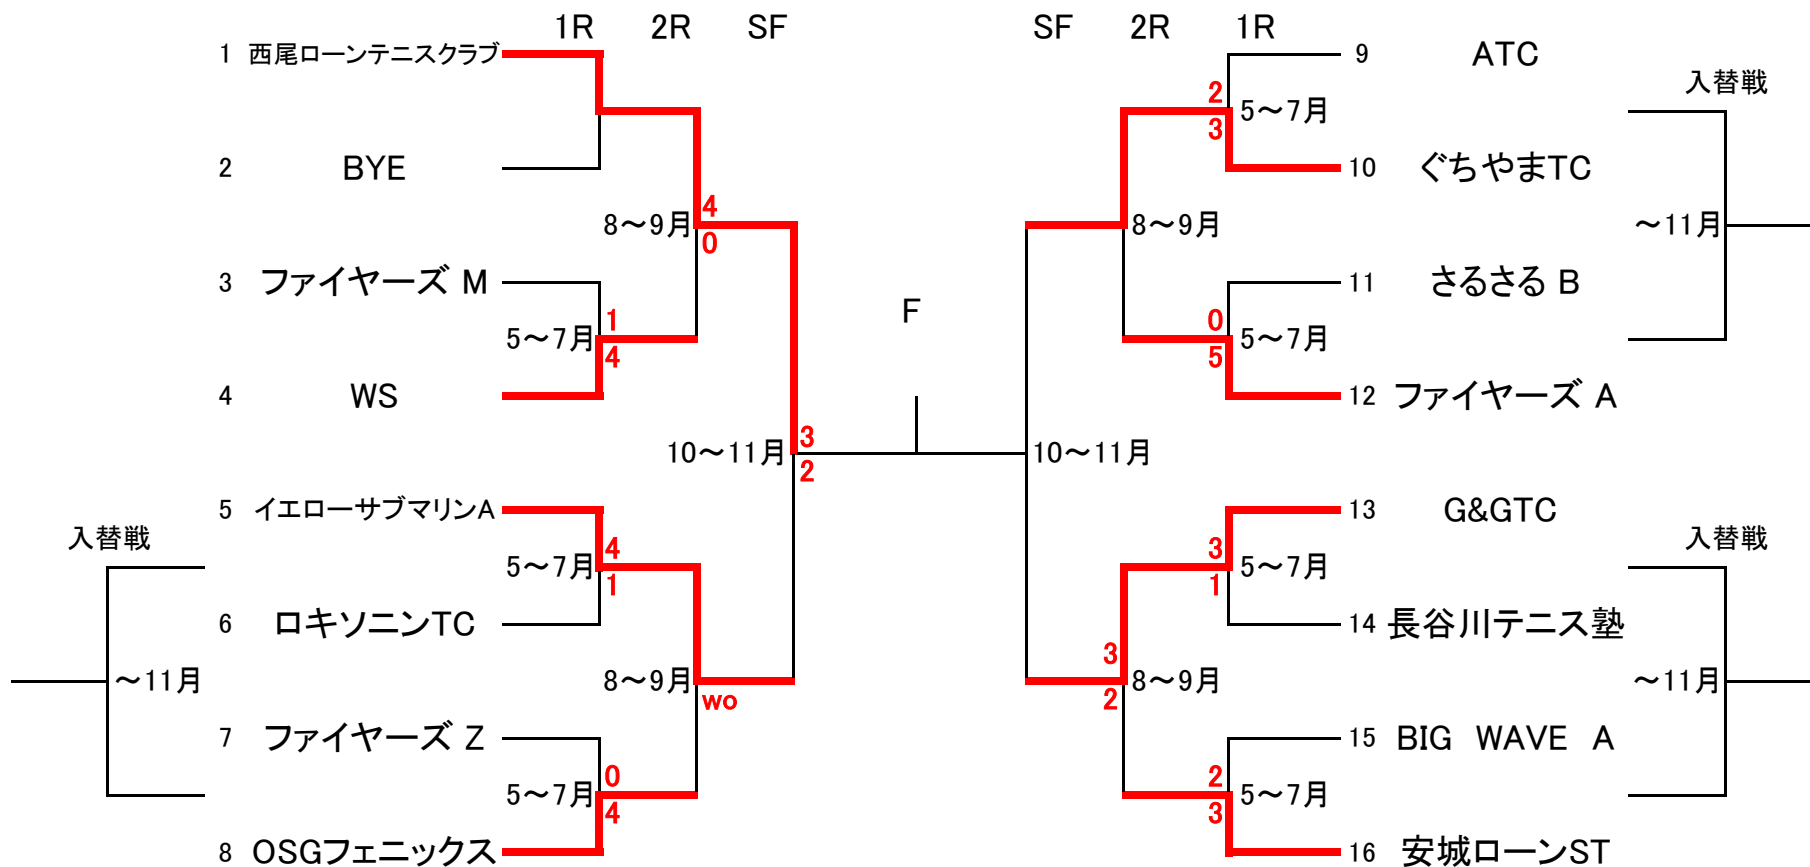 1R 2R SF SF 2R 1R
1 西尾ローンテニスクラブ 9 ATC
入替戦
2 5～7月
3
2 BYE 10 ぐちやまTC
4
8～9月 8～9月 ～11月
0
3 ファイヤーズ M 11 さるさる B
F
1 0
5～7月 5～7月
4 5
4 WS 12 ファイヤーズ A
3
10～11月 10～11月
2
5 イエローサブマリンA 13 G&GTC
入替戦 入替戦
4 3
5～7月 5～7月
1 1
6 ロキソニンTC 14 長谷川テニス塾
3
～11月 8～9月 8～9月 ～11月
wo 2
7 ファイヤーズ Z 15 BIG WAVE A
0 2
5～7月 5～7月
4 3
8 OSGフェニックス 16 安城ローンST